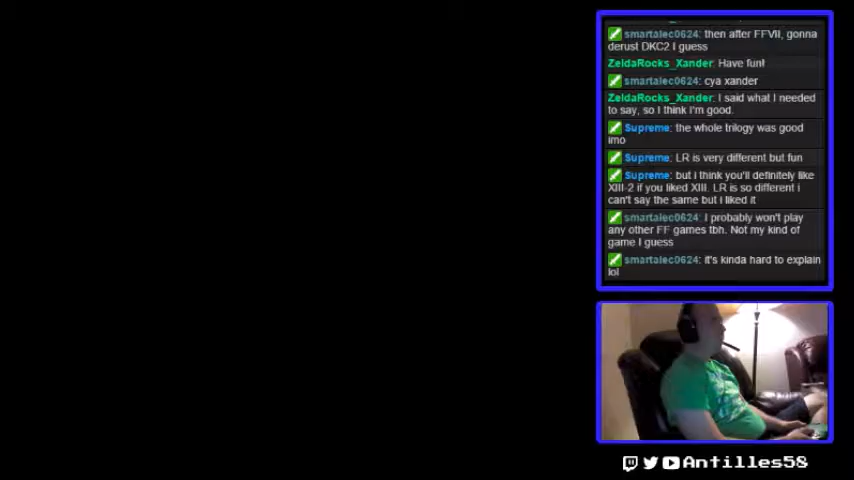 smartalec0624: then after FFVII, gonna
derust DKC2 I guess
ZeldaRocks_Xander: Have fun!
smartalec0624: cya xander
ZeldaRocks_Xander: I said what I needed
to say, so I think I'm good.
Supreme: the whole trilogy was good
imo
Supreme: LR is very different but fun
Supreme: but i think you'll definitely like
XIII-2 if you liked XIII. LR is so different i
can't say the same but i liked it
smartalec0624: I probably won't play
any other FF games tbh. Not my kind of
game I guess
smartalec0624: it's kinda hard to explain
lol
Antilles58